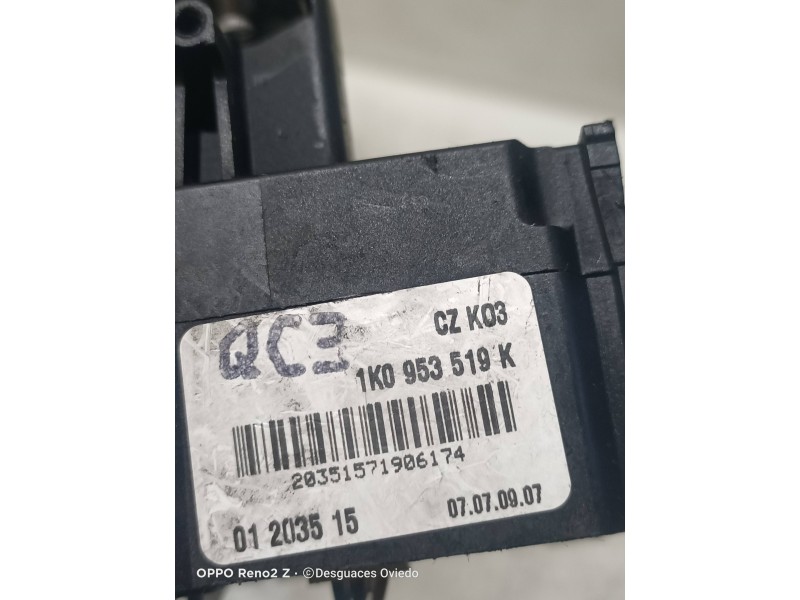 QC3
CZ K03
1K0 953 519 K
20351571906174
01 2035 15
07.07.09.07
OPPO Reno2 Z · ©Desguaces Oviedo